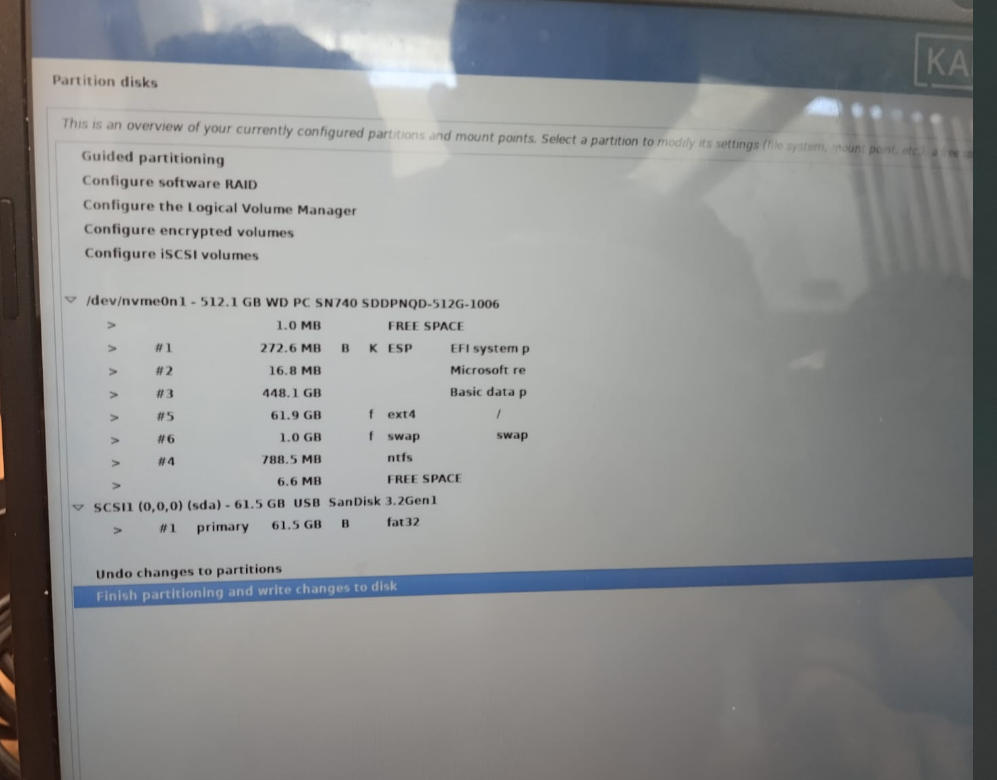 KA
Partition disks
This is an overview of your currently configured partitions and mount points. Select a partition to modify its settings (file system, mount point, etc.), a free
Guided partitioning
Configure software RAID
Configure the Logical Volume Manager
Configure encrypted volumes
Configure iSCSI volumes
/dev/nvme0n1 - 512.1 GB WD PC SN740 SDDPNQD-512G-1006
> 1.0 MB FREE SPACE
> #1 272.6 MB B K ESP EFI system p
> #2 16.8 MB Microsoft re
> #3 448.1 GB Basic data p
> #5 61.9 GB f ext4 /
> #6 1.0 GB f swap swap
> #4 788.5 MB ntfs
> 6.6 MB FREE SPACE
SCSI1 (0,0,0) (sda) - 61.5 GB USB SanDisk 3.2Gen1
> #1 primary 61.5 GB B fat32
Undo changes to partitions
Finish partitioning and write changes to disk